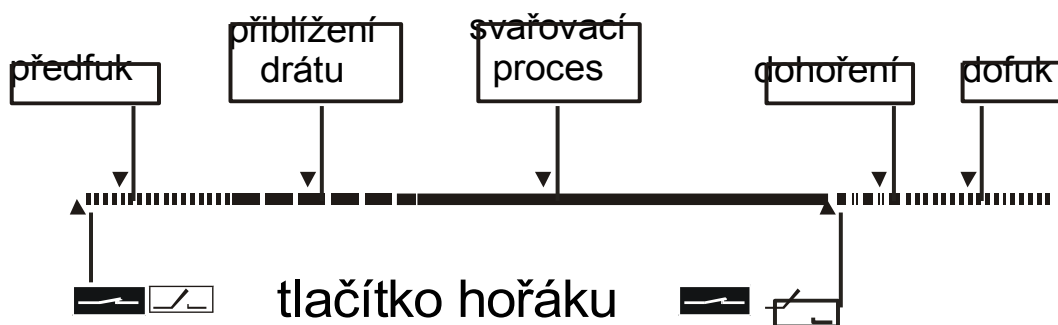 předfuk
přiblížení
drátu
svařovací
proces
dohoření
dofuk
tlačítko hořáku